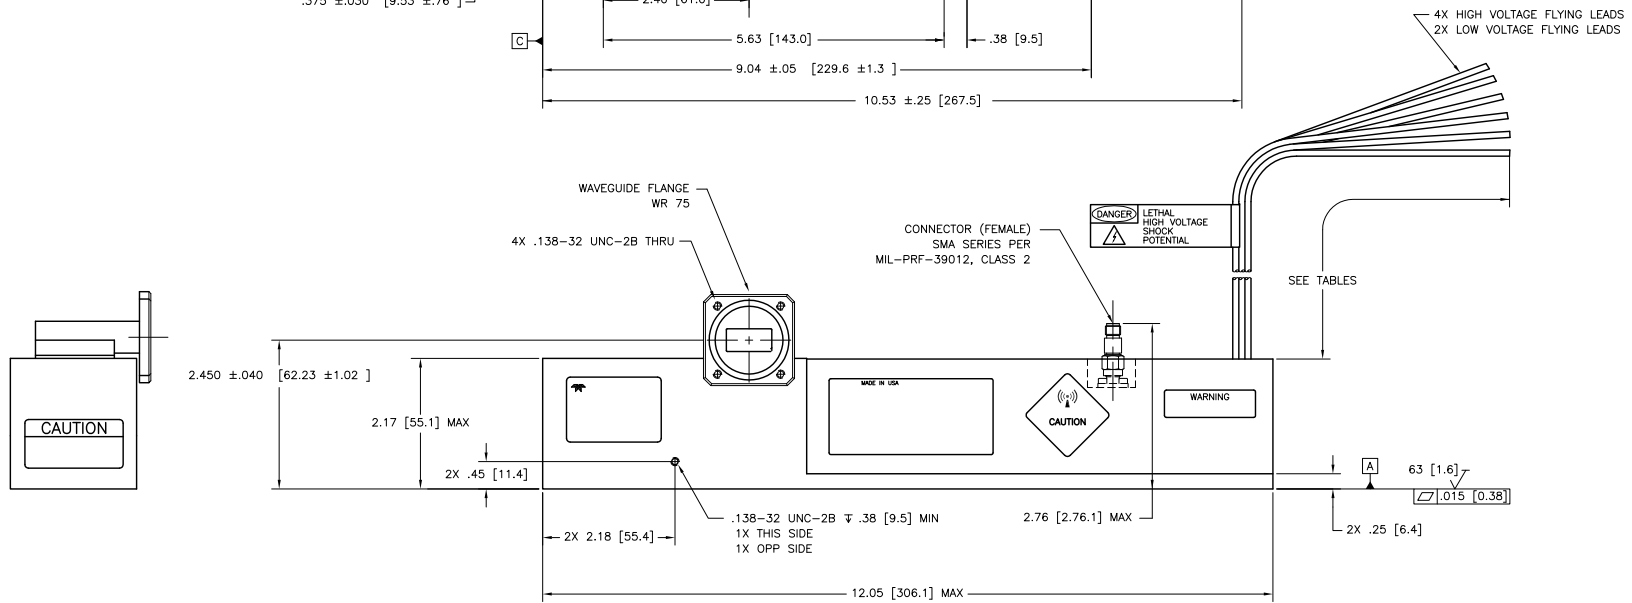 .375 ±.030 [9.53 ±.76 ]
2.40 [61.0]
4X HIGH VOLTAGE FLYING LEADS
2X LOW VOLTAGE FLYING LEADS
C
5.63 [143.0]
.38 [9.5]
9.04 ±.05 [229.6 ±1.3 ]
10.53 ±.25 [267.5]
WAVEGUIDE FLANGE
WR 75
4X .138-32 UNC-2B THRU
CONNECTOR (FEMALE)
SMA SERIES PER
MIL-PRF-39012, CLASS 2
DANGER
LETHAL
HIGH VOLTAGE
SHOCK
POTENTIAL
SEE TABLES
2.450 ±.040 [62.23 ±1.02 ]
2.17 [55.1] MAX
MADE IN USA
WARNING
CAUTION
CAUTION
2X .45 [11.4]
A
63 [1.6]
.015 [0.38]
.138-32 UNC-2B ↧ .38 [9.5] MIN
1X THIS SIDE
1X OPP SIDE
2.76 [2.76.1] MAX
2X .25 [6.4]
2X 2.18 [55.4]
12.05 [306.1] MAX